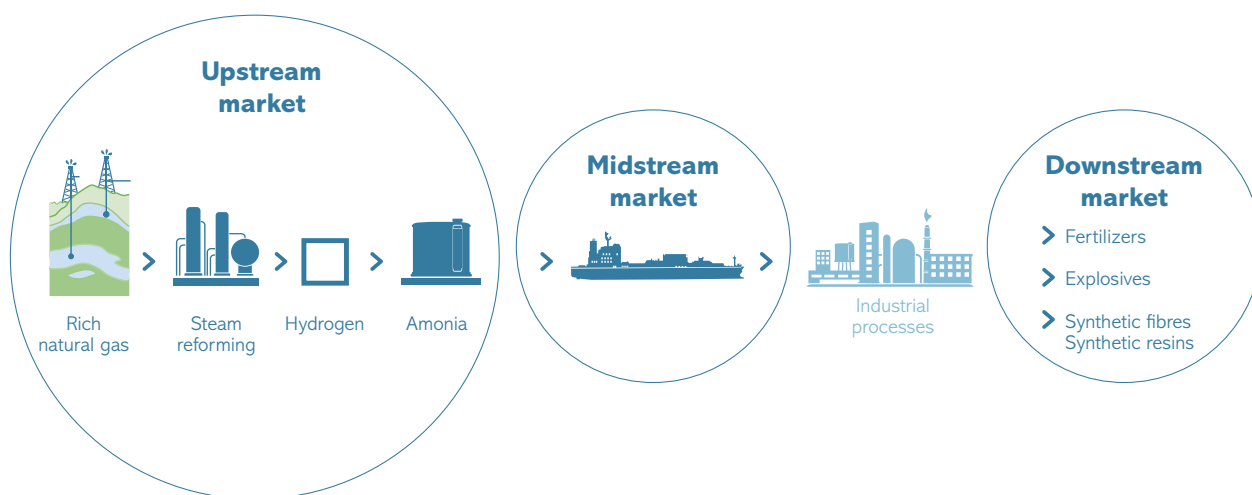 Upstream
market
Rich
natural gas
Steam
reforming
Hydrogen
Amonia
Midstream
market
Industrial
processes
Downstream
market
Fertilizers
Explosives
Synthetic fibres
Synthetic resins